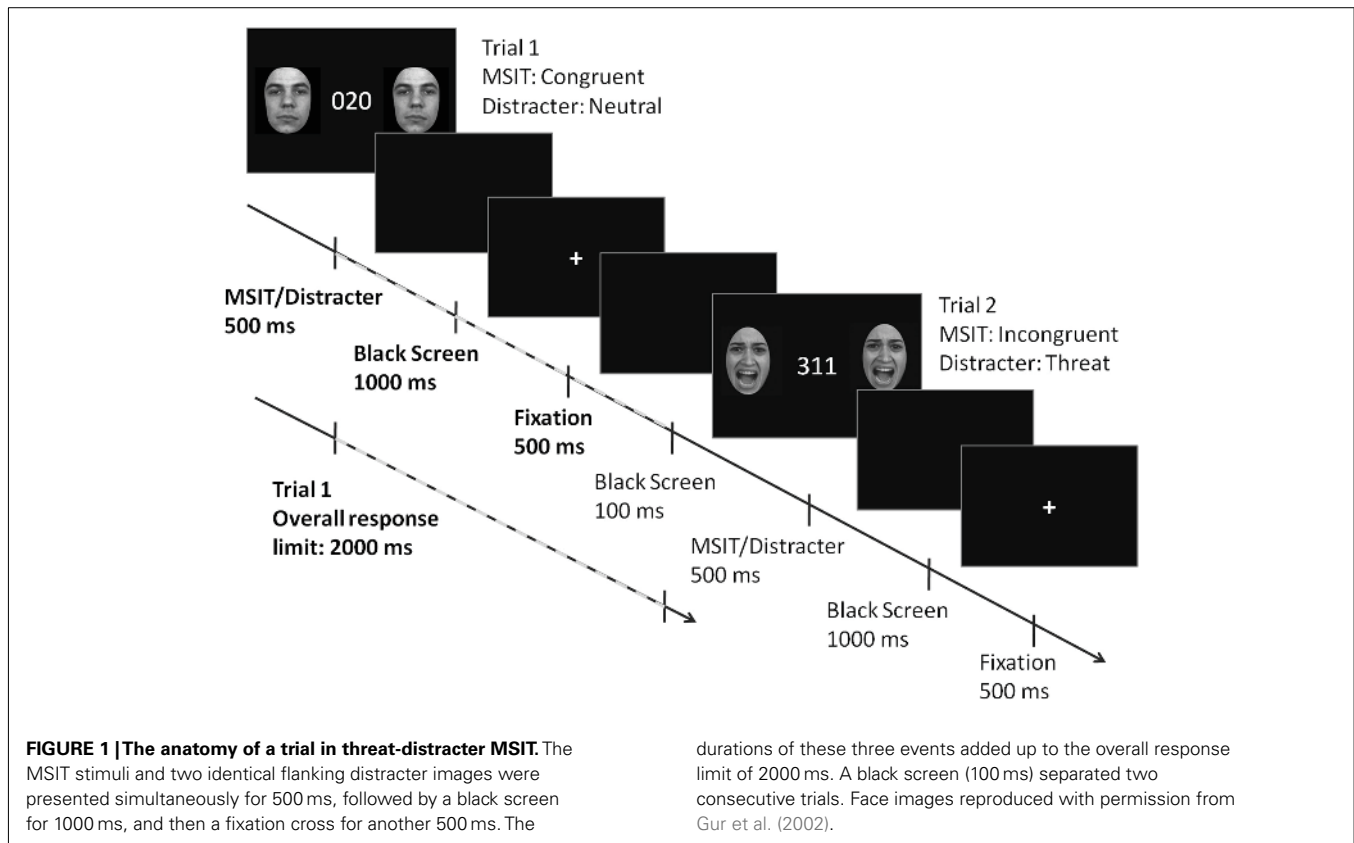 020
Trial 1
MSIT: Congruent
Distracter: Neutral
+
311
Trial 2
MSIT: Incongruent
Distracter: Threat
+
MSIT/Distracter
500 ms
Black Screen
1000 ms
Fixation
500 ms
Black Screen
100 ms
MSIT/Distracter
500 ms
Black Screen
1000 ms
Fixation
500 ms
Trial 1
Overall response
limit: 2000 ms
FIGURE 1 | The anatomy of a trial in threat-distracter MSIT. The
MSIT stimuli and two identical flanking distracter images were
presented simultaneously for 500 ms, followed by a black screen
for 1000 ms, and then a fixation cross for another 500 ms. The
durations of these three events added up to the overall response
limit of 2000 ms. A black screen (100 ms) separated two
consecutive trials. Face images reproduced with permission from
Gur et al. (2002).